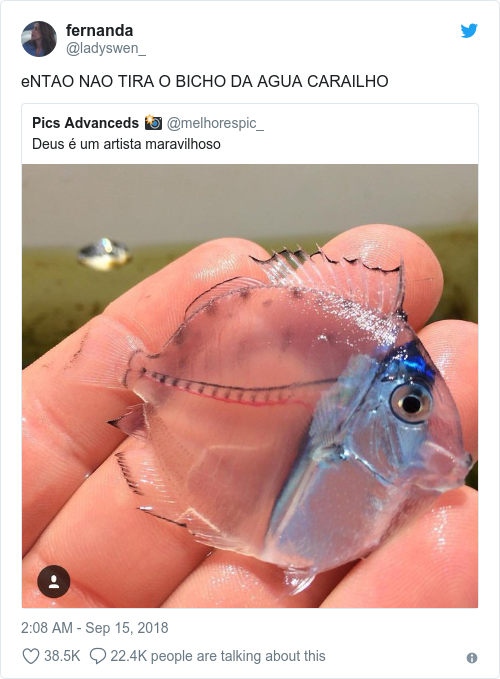 fernanda
@ladyswen_
eNTAO NAO TIRA O BICHO DA AGUA CARAILHO
Pics Advanceds 📸 @melhorespic_
Deus é um artista maravilhoso
2:08 AM - Sep 15, 2018
38.5K 22.4K people are talking about this